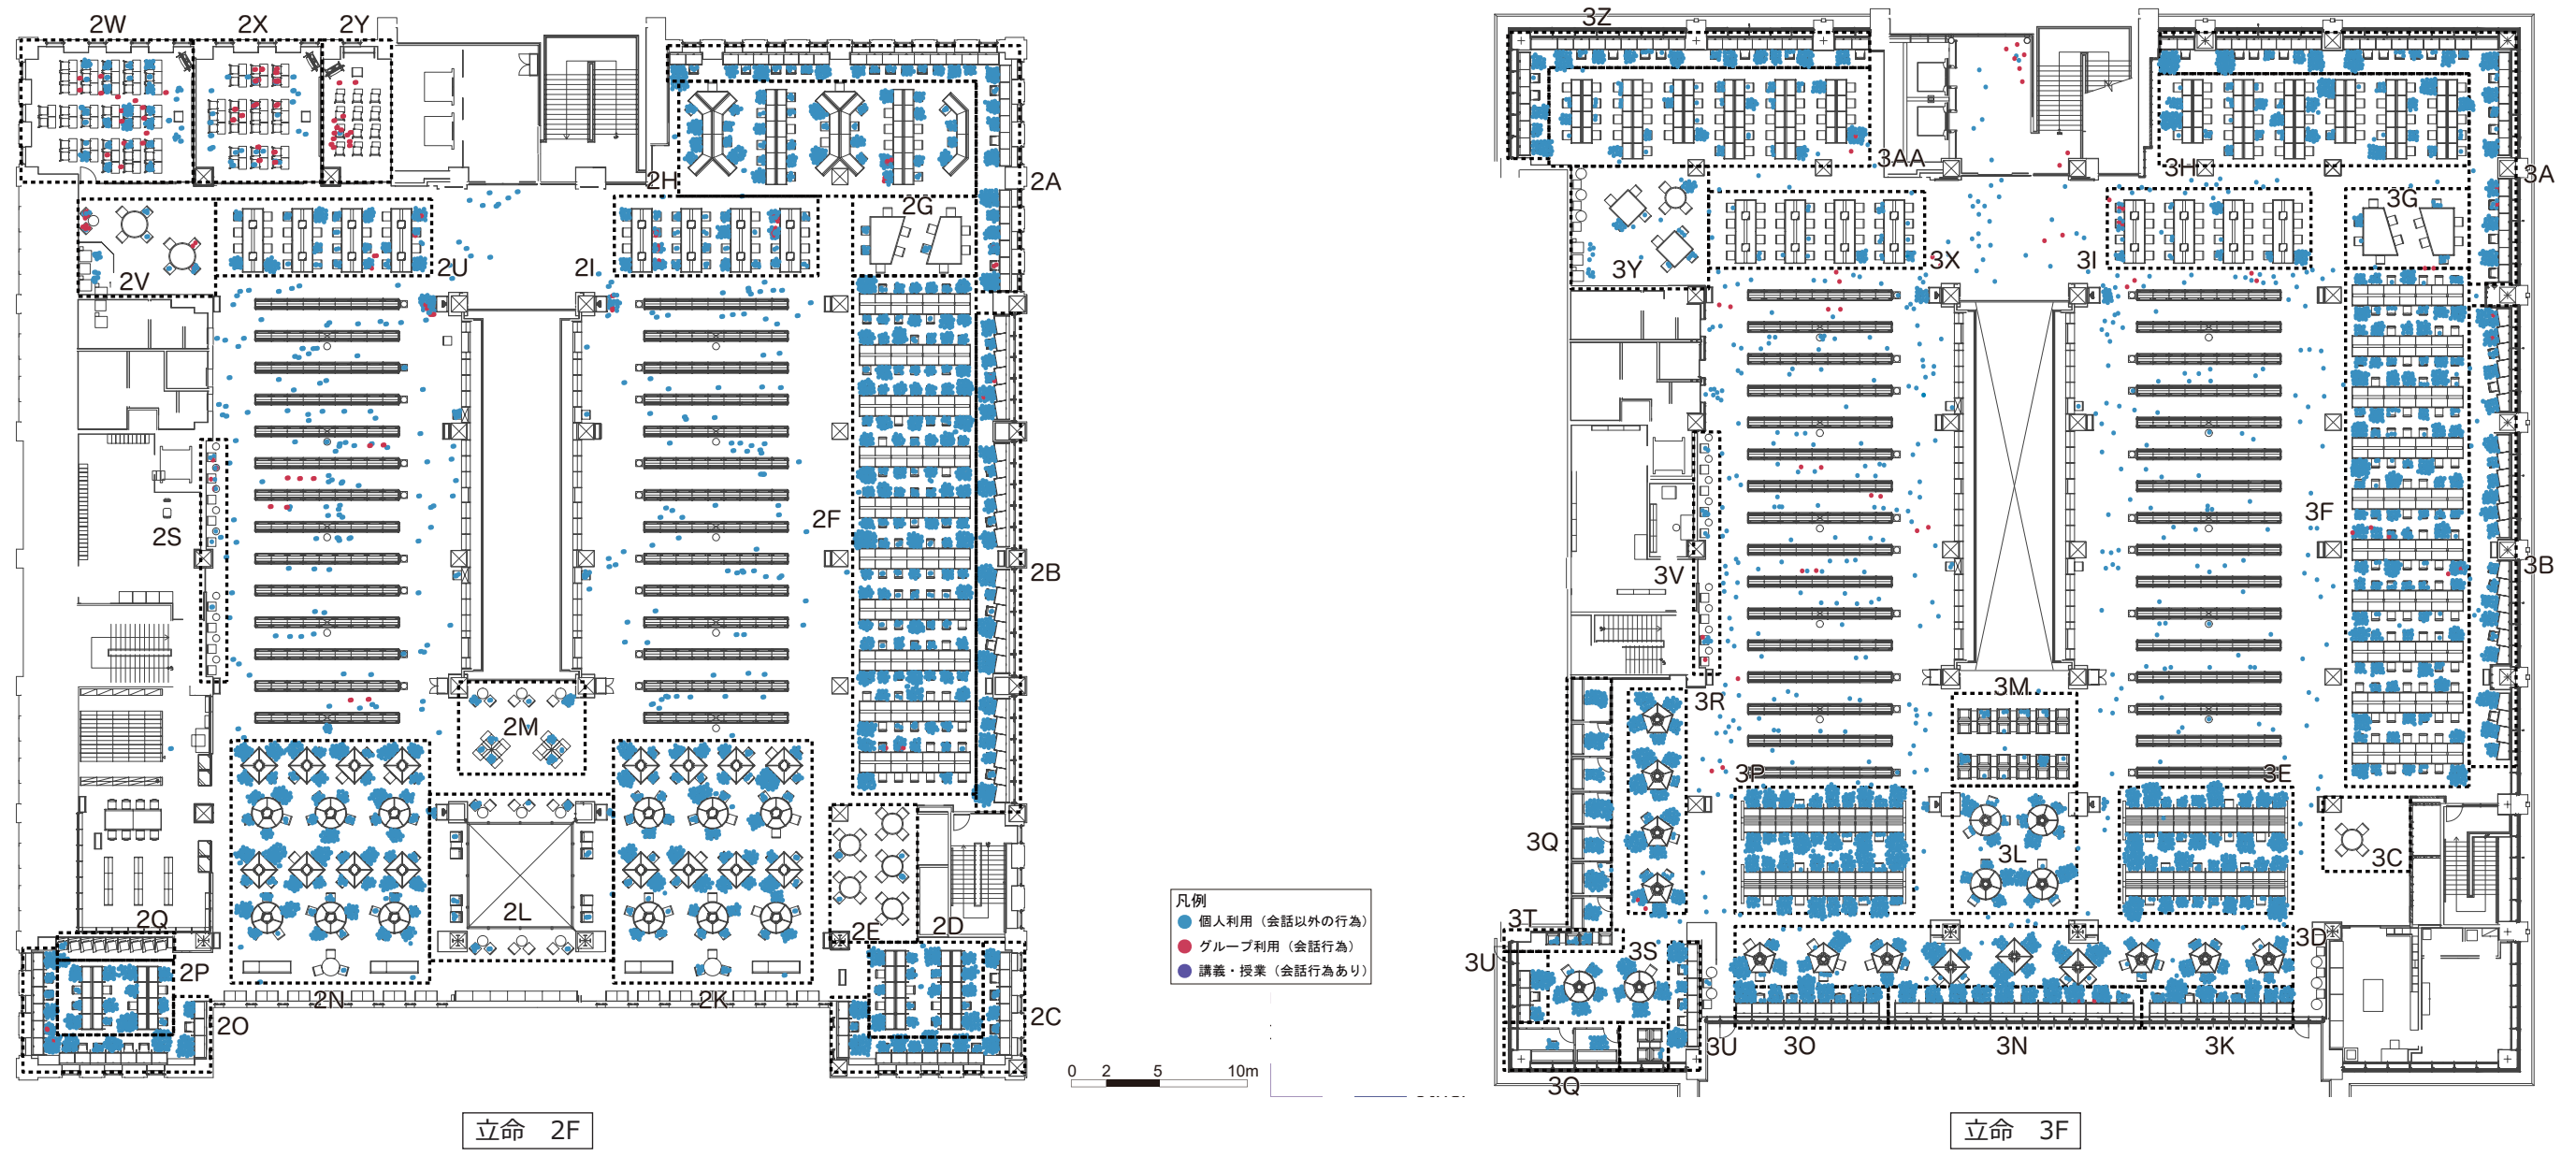 2W 2X 2Y
2H
2A
2G
2V
2U
2I
2S
2F
2B
2M
2L
2Q
2E
2D
2P
2N
2K
2O
2C
立命 2F
凡例
個人利用（会話以外の行為）
グループ利用（会話行為）
講義・授業（会話行為あり）
0 2 5 10m
3Z
3AA
3H
3A
3G
3Y
3X
3I
3F
3V
3B
3R
3M
3P
3E
3Q
3L
3C
3T
3S
3D
3U
3U
3O
3N
3K
3Q
立命 3F